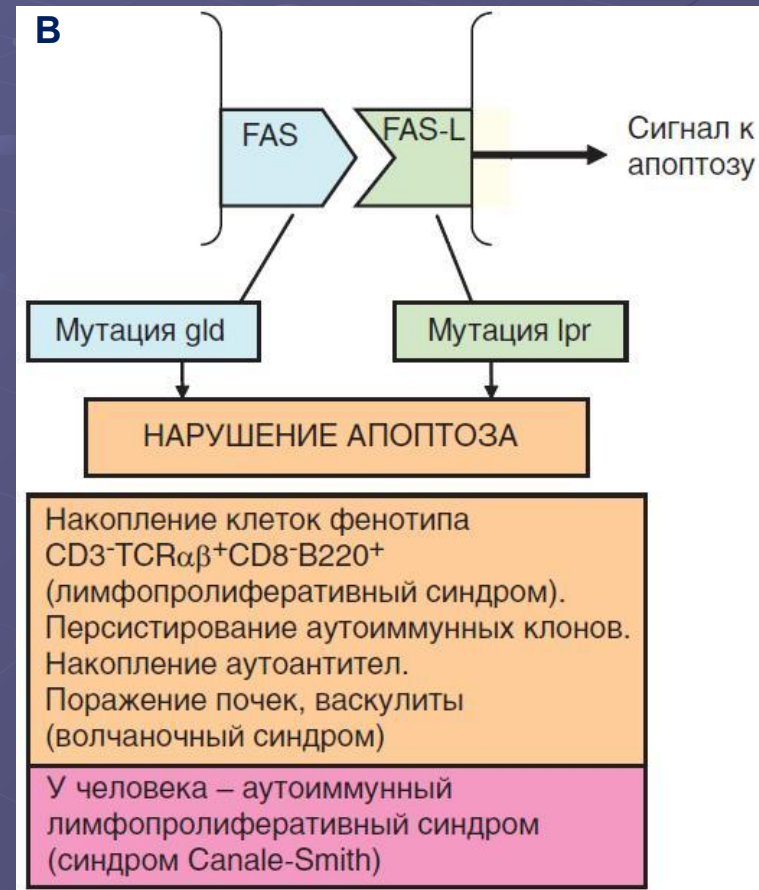 B
FAS
FAS-L
Сигнал к
апоптозу
Мутация gld
Мутация lpr
НАРУШЕНИЕ АПОПТОЗА
Накопление клеток фенотипа
CD3⁻TCRαβ⁺CD8⁻B220⁺
(лимфопролиферативный синдром).
Персистирование аутоиммунных клонов.
Накопление аутоантител.
Поражение почек, васкулиты
(волчаночный синдром)
У человека – аутоиммунный
лимфопролиферативный синдром
(синдром Canale-Smith)